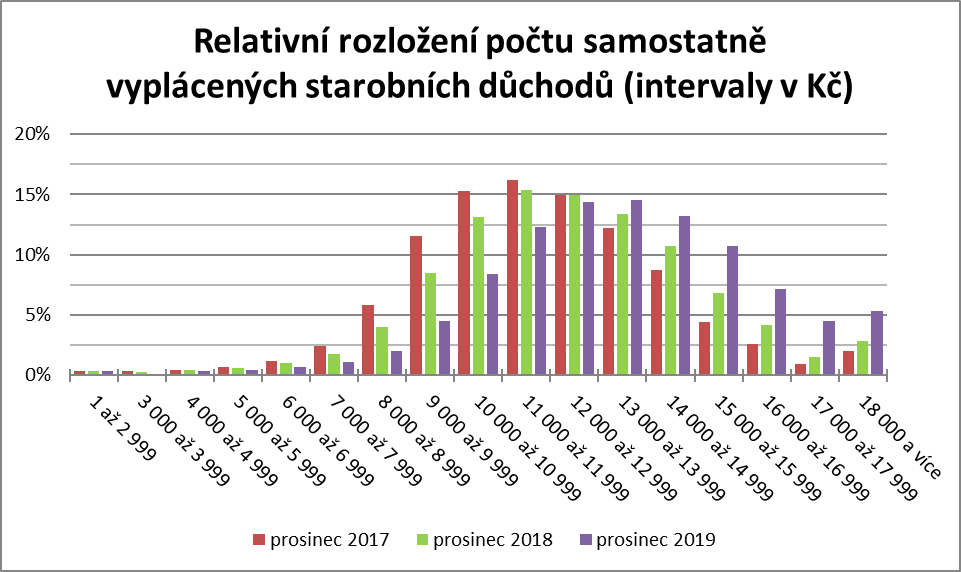 Relativní rozložení počtu samostatně
vyplácených starobních důchodů (intervaly v Kč)
20%
15%
10%
5%
0%
1 až 2 999
3 000 až 3 999
4 000 až 4 999
5 000 až 5 999
6 000 až 6 999
7 000 až 7 999
8 000 až 8 999
9 000 až 9 999
10 000 až 10 999
11 000 až 11 999
12 000 až 12 999
13 000 až 13 999
14 000 až 14 999
15 000 až 15 999
16 000 až 16 999
17 000 až 17 999
18 000 a více
prosinec 2017 prosinec 2018 prosinec 2019